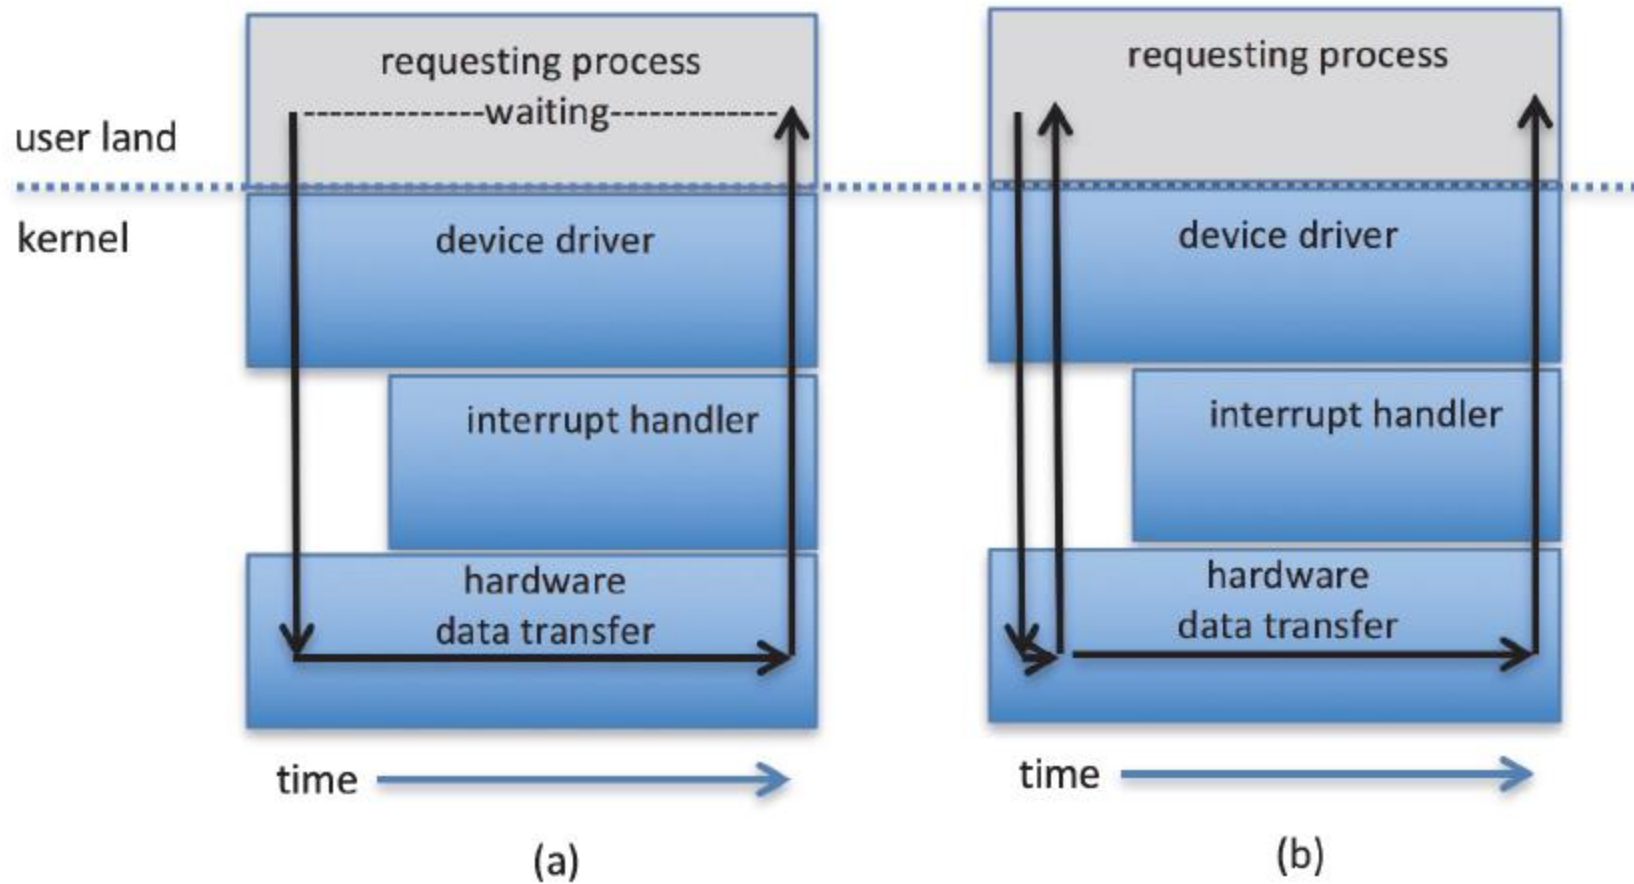 requesting process
-------------waiting-------------
user land
kernel
device driver
interrupt handler
hardware
data transfer
time
(a)
requesting process
device driver
interrupt handler
hardware
data transfer
time
(b)